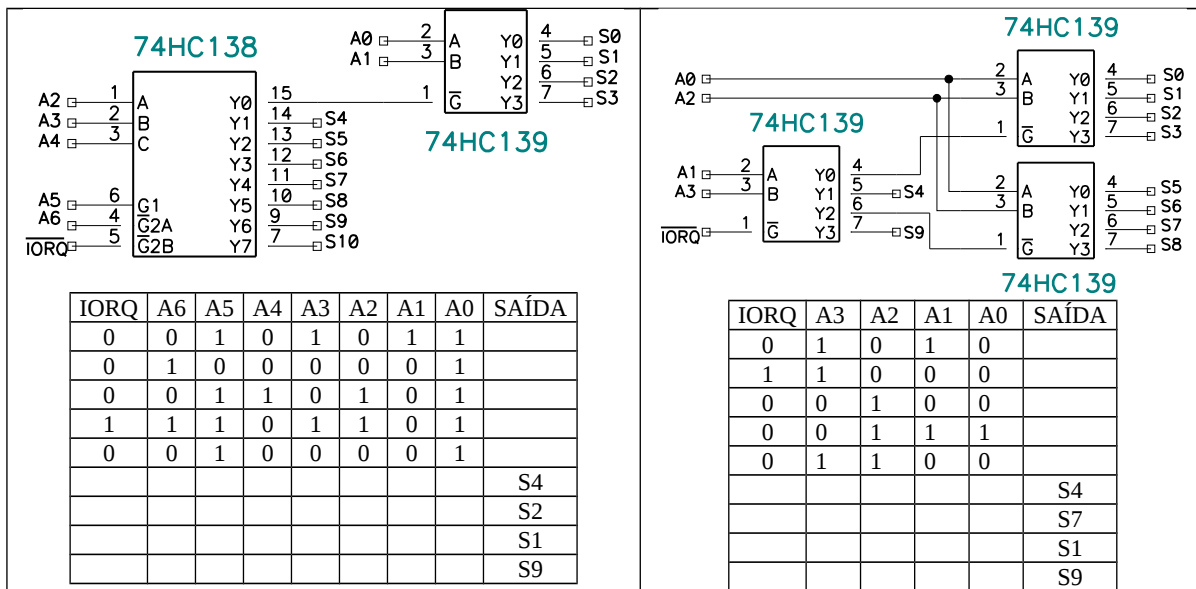 74HC138
A2 1 A Y0 15
A3 2 B Y1 14 S4
A4 3 C Y2 13 S5
Y3 12 S6
Y4 11 S7
A5 6 G1 Y5 10 S8
A6 4 G2A Y6 9 S9
IORQ 5 G2B Y7 7 S10
A0 2 A Y0 4 S0
A1 3 B Y1 5 S1
Y2 6 S2
1 G Y3 7 S3
74HC139
IORQ A6 A5 A4 A3 A2 A1 A0 SAÍDA
0 0 1 0 1 0 1 1
0 1 0 0 0 0 0 1
0 0 1 1 0 1 0 1
1 1 1 0 1 1 0 1
0 0 1 0 0 0 0 1
S4
S2
S1
S9
74HC139
A0 2 A Y0 4 S0
A2 3 B Y1 5 S1
Y2 6 S2
1 G Y3 7 S3
74HC139
A1 2 A Y0 4
A3 3 B Y1 5 S4
Y2 6
IORQ 1 G Y3 7 S9
2 A Y0 4 S5
3 B Y1 5 S6
Y2 6 S7
1 G Y3 7 S8
74HC139
IORQ A3 A2 A1 A0 SAÍDA
0 1 0 1 0
1 1 0 0 0
0 0 1 0 0
0 0 1 1 1
0 1 1 0 0
S4
S7
S1
S9